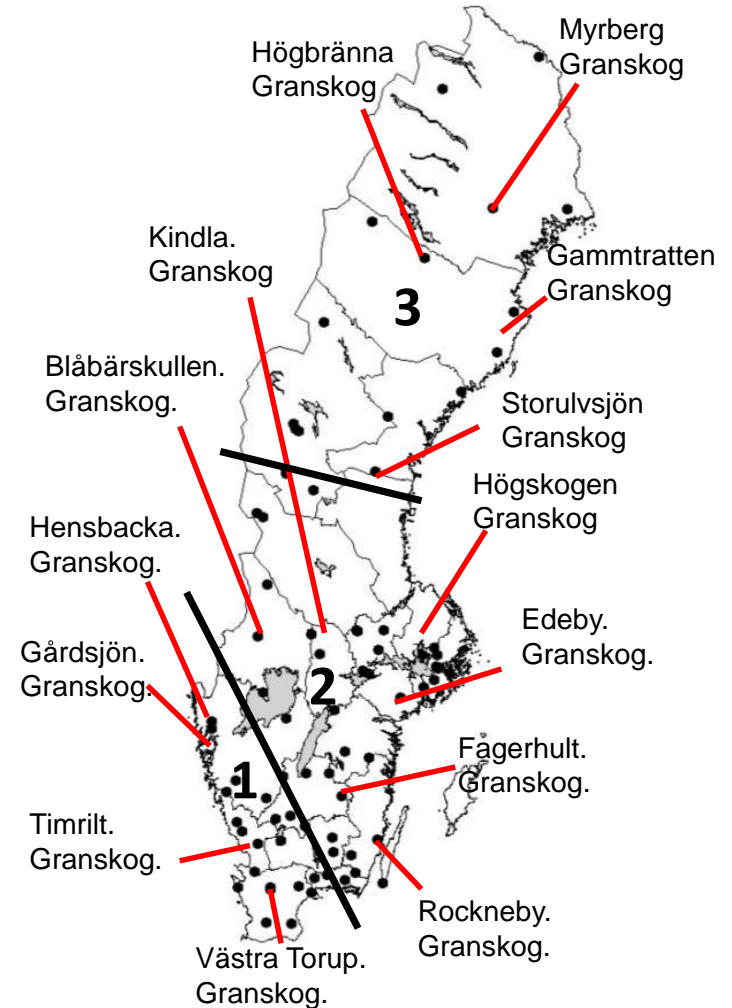 Myrberg
Granskog
Högbränna
Granskog
Kindla.
Granskog
Gammtratten
Granskog
3
Blåbärskullen.
Granskog.
Storulvsjön
Granskog
Högskogen
Granskog
Hensbacka.
Granskog.
Edeby.
Granskog.
Gårdsjön.
Granskog.
2
Fagerhult.
Granskog.
1
Timrilt.
Granskog.
Rockneby.
Granskog.
Västra Torup.
Granskog.